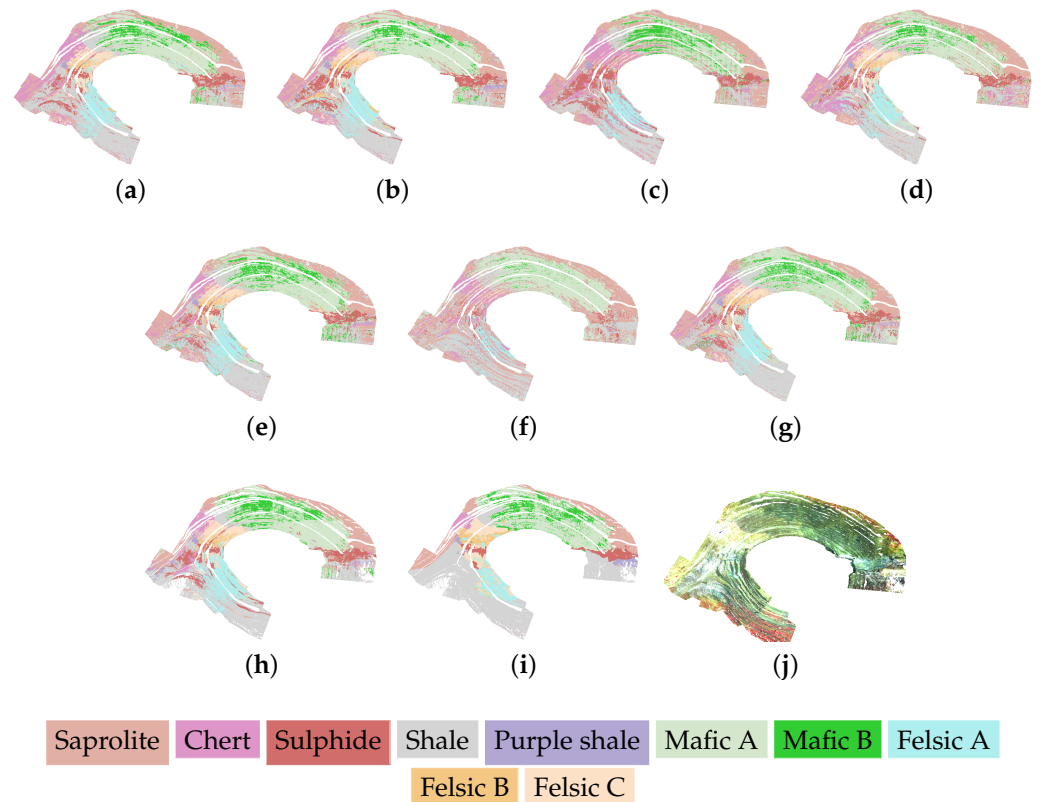 (a) (b) (c) (d)
(e) (f) (g)
(h) (i) (j)
Saprolite Chert Sulphide Shale Purple shale Mafic A Mafic B Felsic A
Felsic B Felsic C